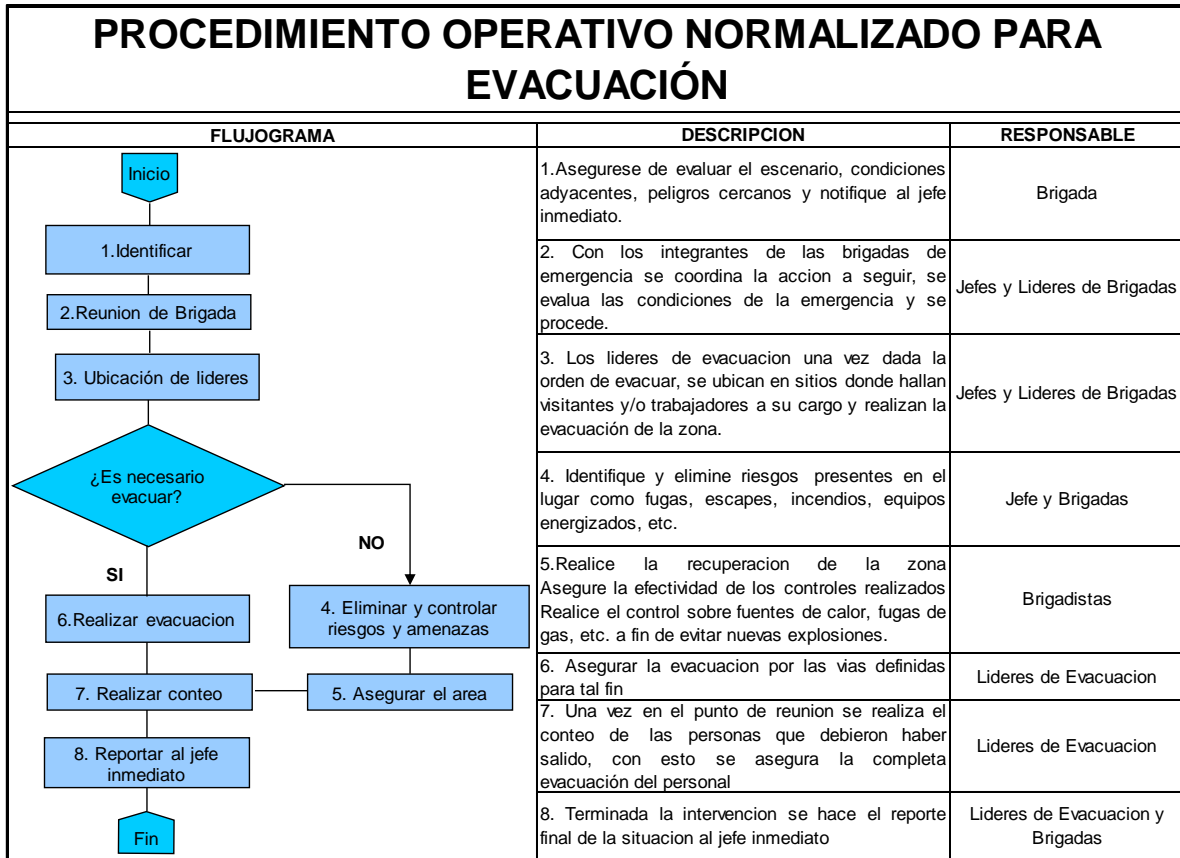 PROCEDIMIENTO OPERATIVO NORMALIZADO PARA
EVACUACIÓN
FLUJOGRAMA
DESCRIPCION
RESPONSABLE
Inicio
1.Identificar
2.Reunion de Brigada
3. Ubicación de lideres
¿Es necesario
evacuar?
NO
SI
6.Realizar evacuacion
4. Eliminar y controlar
riesgos y amenazas
7. Realizar conteo
5. Asegurar el area
8. Reportar al jefe
inmediato
Fin
1.Asegurese de evaluar el escenario, condiciones
adyacentes, peligros cercanos y notifique al jefe
inmediato.
Brigada
2. Con los integrantes de las brigadas de
emergencia se coordina la accion a seguir, se
evalua las condiciones de la emergencia y se
procede.
Jefes y Lideres de Brigadas
3. Los lideres de evacuacion una vez dada la
orden de evacuar, se ubican en sitios donde hallan
visitantes y/o trabajadores a su cargo y realizan la
evacuación de la zona.
Jefes y Lideres de Brigadas
4. Identifique y elimine riesgos presentes en el
lugar como fugas, escapes, incendios, equipos
energizados, etc.
Jefe y Brigadas
5.Realice la recuperacion de la zona
Asegure la efectividad de los controles realizados
Realice el control sobre fuentes de calor, fugas de
gas, etc. a fin de evitar nuevas explosiones.
Brigadistas
6. Asegurar la evacuacion por las vias definidas
para tal fin
Lideres de Evacuacion
7. Una vez en el punto de reunion se realiza el
conteo de las personas que debieron haber
salido, con esto se asegura la completa
evacuación del personal
Lideres de Evacuacion
8. Terminada la intervencion se hace el reporte
final de la situacion al jefe inmediato
Lideres de Evacuacion y
Brigadas